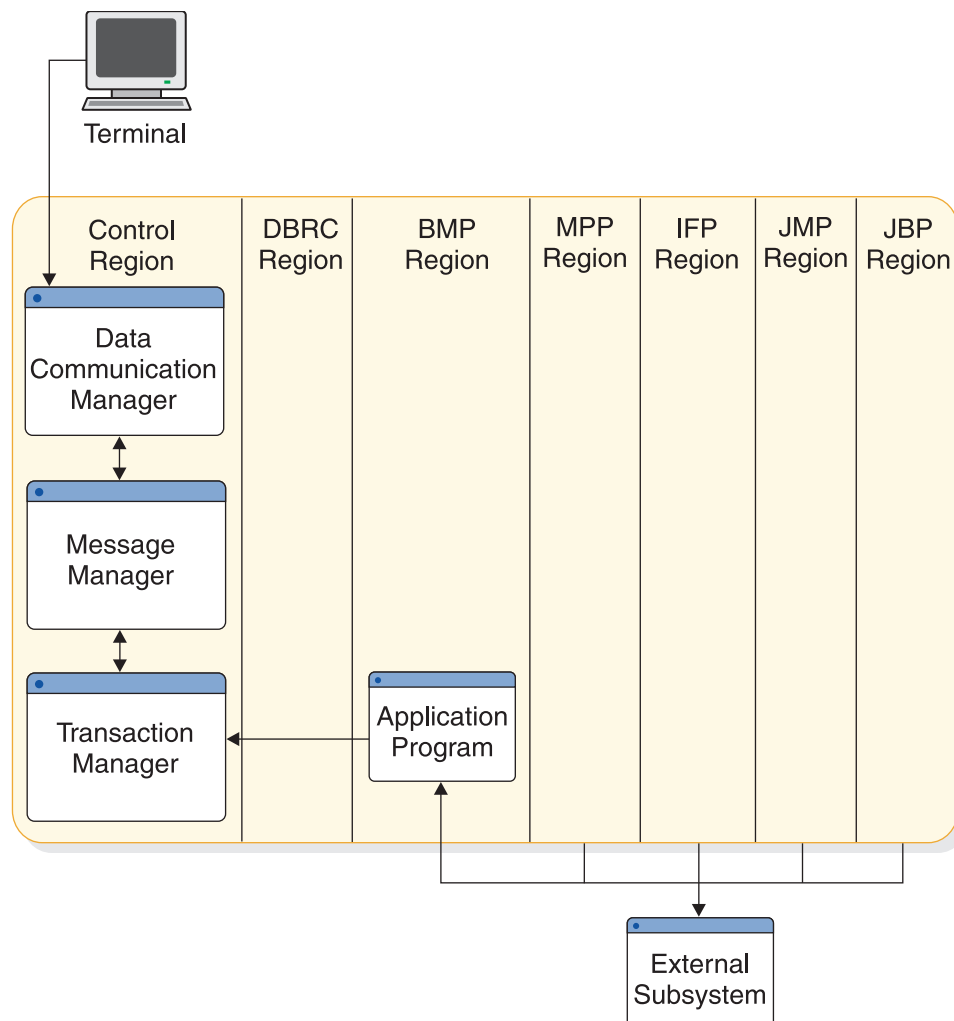 Terminal
Control
Region
DBRC
Region
BMP
Region
MPP
Region
IFP
Region
JMP
Region
JBP
Region
Data
Communication
Manager
Message
Manager
Transaction
Manager
Application
Program
External
Subsystem